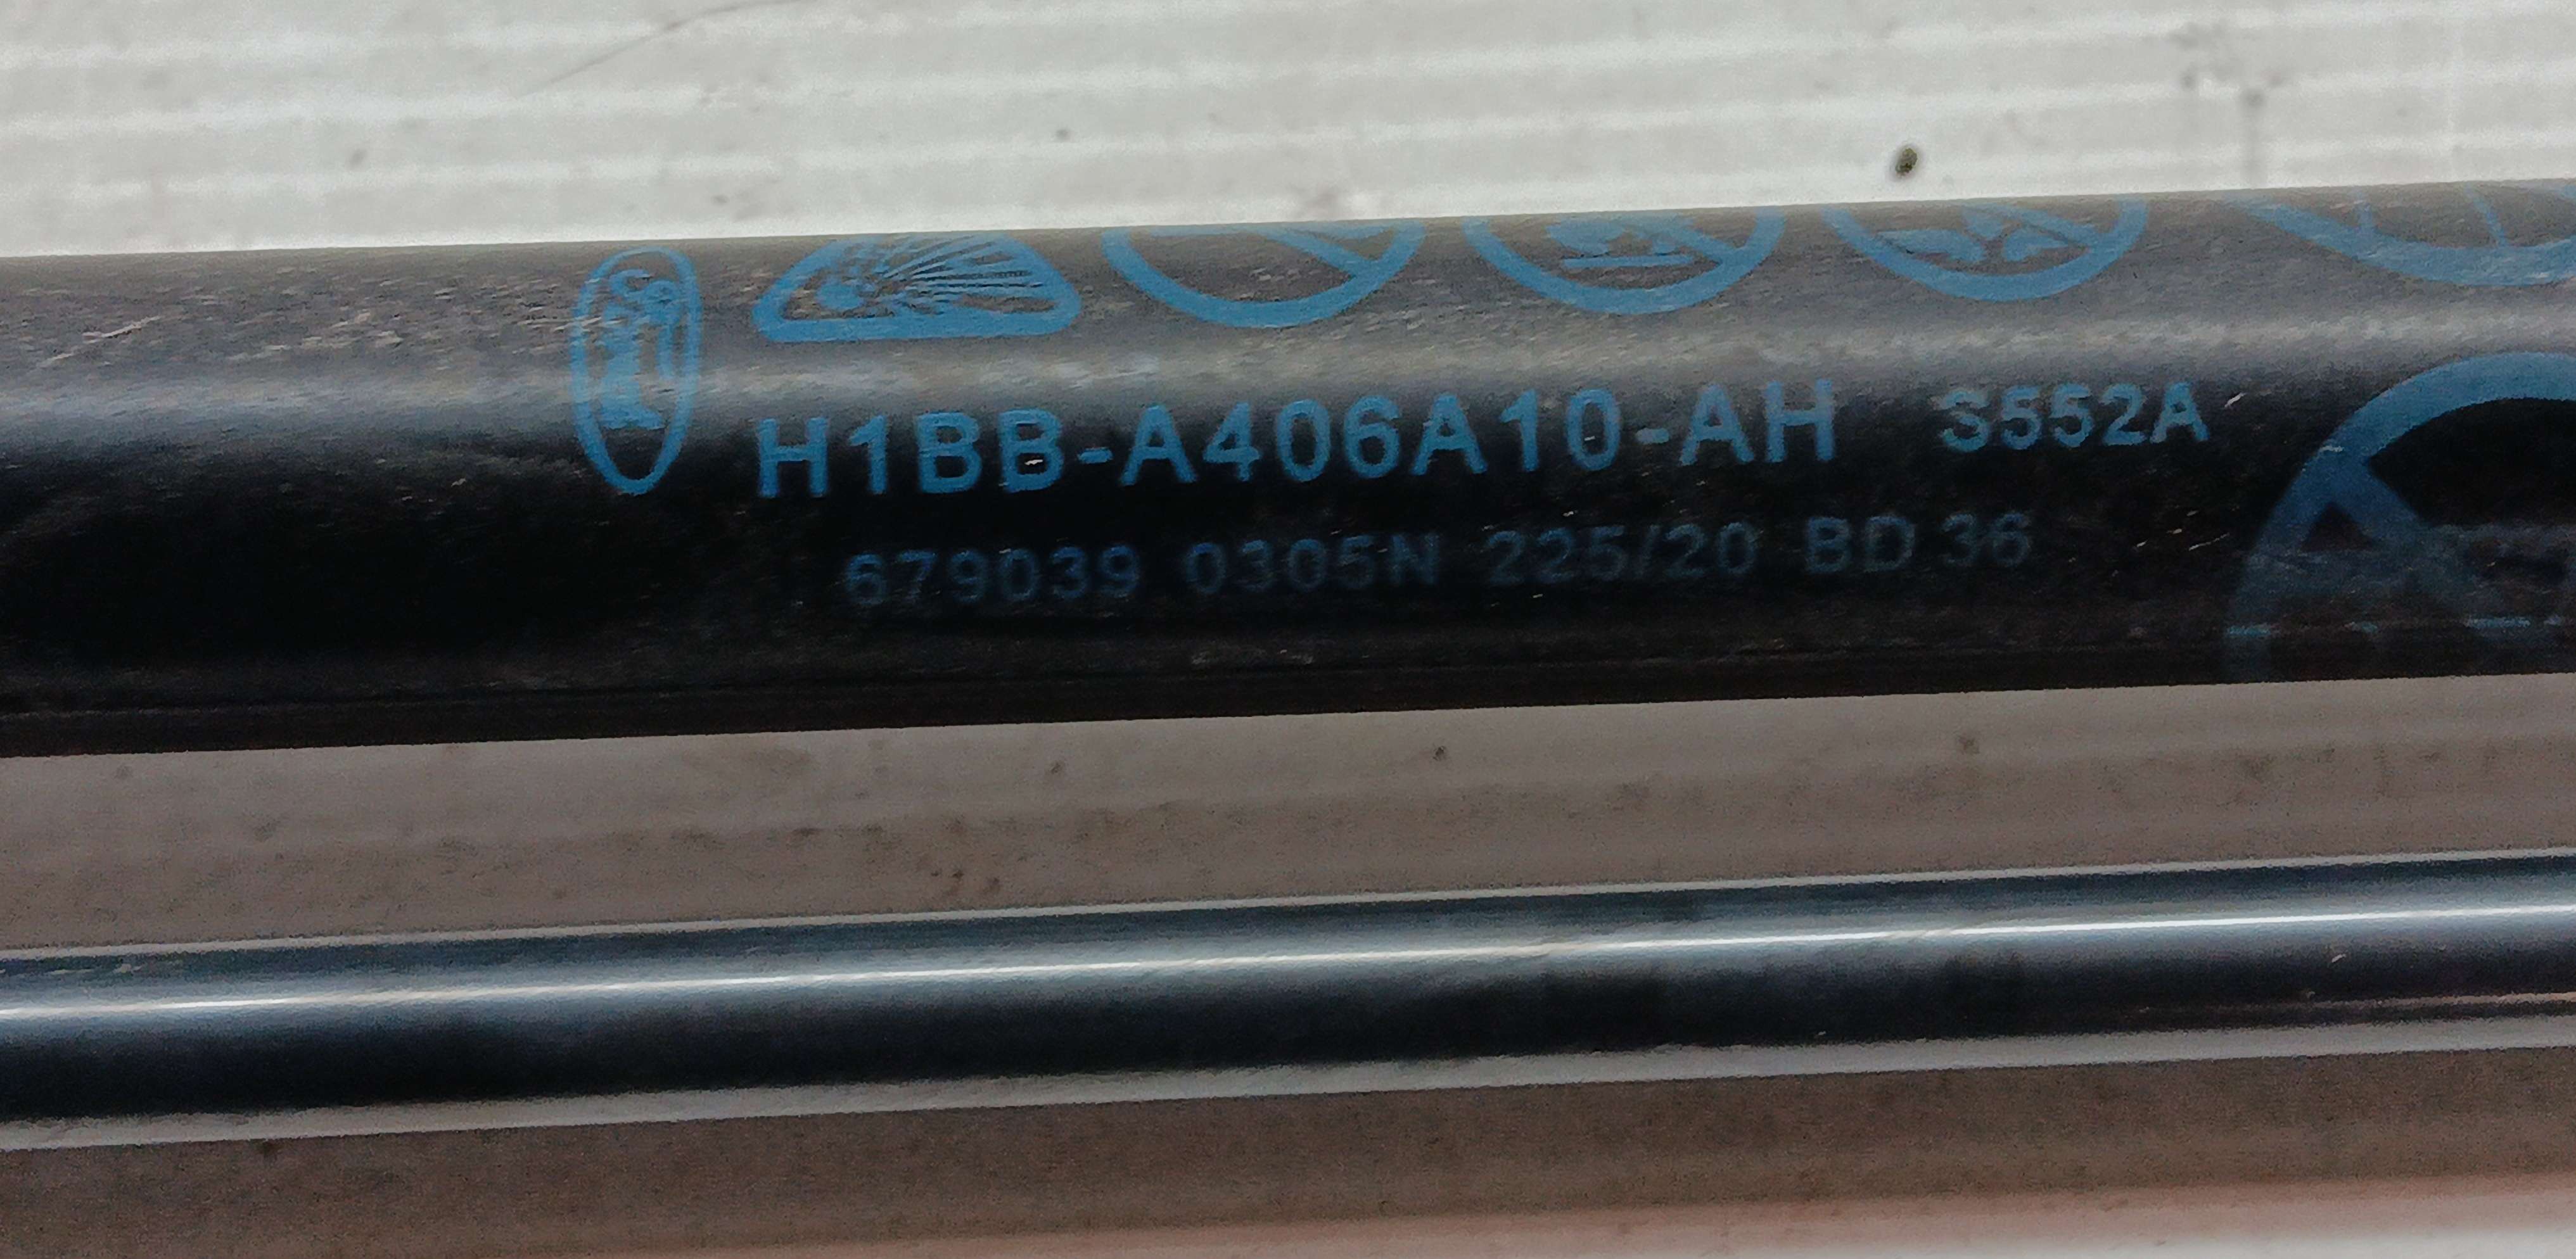 H1BB-A406A10-AH S552A
679039 0305N 225/20 BD 36